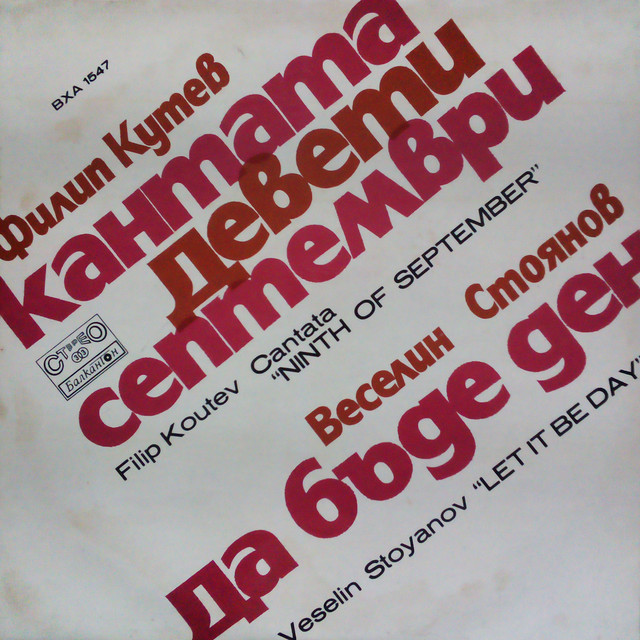 ВХА 1547
Филип Кутев
кантата
девети
септември
СТЕРЕО
33
Балкантон
Filip Koutev Cantata
"NINTH OF SEPTEMBER"
Веселин Стоянов
да бъде ден
Veselin Stoyanov "LET IT BE DAY"